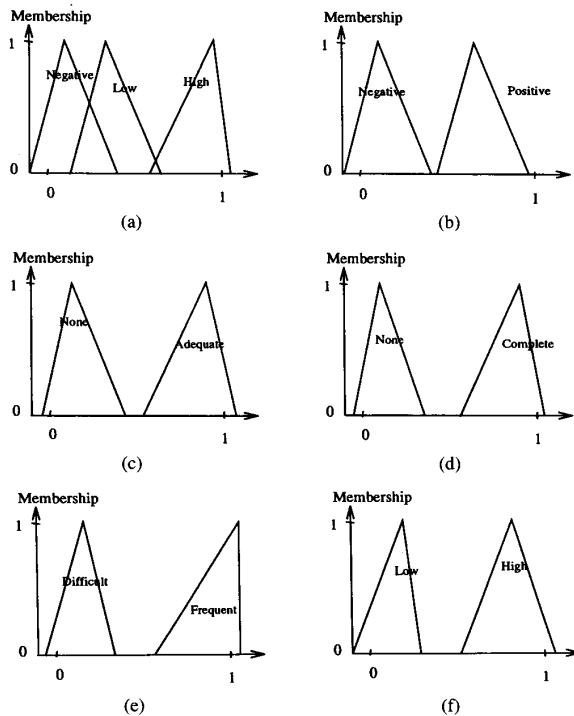 Membership
1
Negative
Low
High
0
0
1
(a)
Membership
1
Negative
Positive
0
0
1
(b)
Membership
1
None
Adequate
0
0
1
(c)
Membership
1
None
Complete
0
0
1
(d)
Membership
1
Difficult
Frequent
0
0
1
(e)
Membership
1
Low
High
0
0
1
(f)